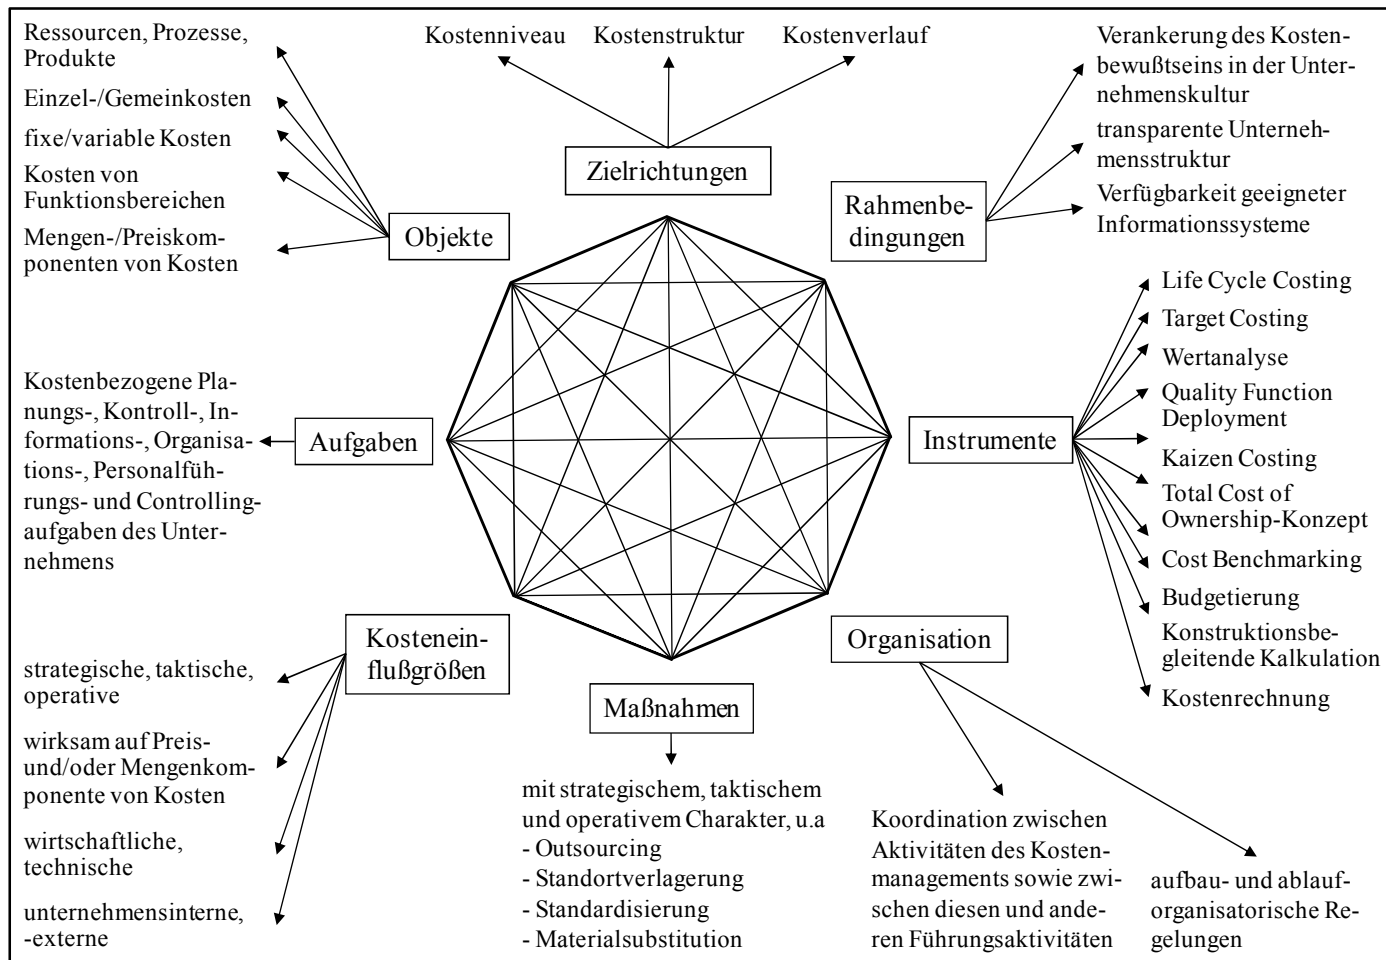 Ressourcen, Prozesse,
Produkte
Einzel-/Gemeinkosten
fixe/variable Kosten
Kosten von
Funktionsbereichen
Mengen-/Preiskom-
ponenten von Kosten
Objekte
Kostenniveau
Kostenstruktur
Kostenverlauf
Zielrichtungen
Verankerung des Kosten-
bewußtseins in der Unter-
nehmenskultur
transparente Unterneh-
mensstruktur
Verfügbarkeit geeigneter
Informationssysteme
Rahmenbe-
dingungen
Kostenbezogene Pla-
nungs-, Kontroll-, In-
formations-, Organisa-
tions-, Personalfüh-
rungs- und Controlling-
aufgaben des Unter-
nehmens
Aufgaben
Instrumente
Life Cycle Costing
Target Costing
Wertanalyse
Quality Function
Deployment
Kaizen Costing
Total Cost of
Ownership-Konzept
Cost Benchmarking
Budgetierung
Konstruktionsbe-
gleitende Kalkulation
Kostenrechnung
Kostenein-
flußgrößen
strategische, taktische,
operative
wirksam auf Preis-
und/oder Mengenkom-
ponente von Kosten
wirtschaftliche,
technische
unternehmensinterne,
-externe
Maßnahmen
mit strategischem, taktischem
und operativem Charakter, u.a
- Outsourcing
- Standortverlagerung
- Standardisierung
- Materialsubstitution
Organisation
Koordination zwischen
Aktivitäten des Kosten-
managements sowie zwi-
schen diesen und ande-
ren Führungsaktivitäten
aufbau- und ablauf-
organisatorische Re-
gelungen